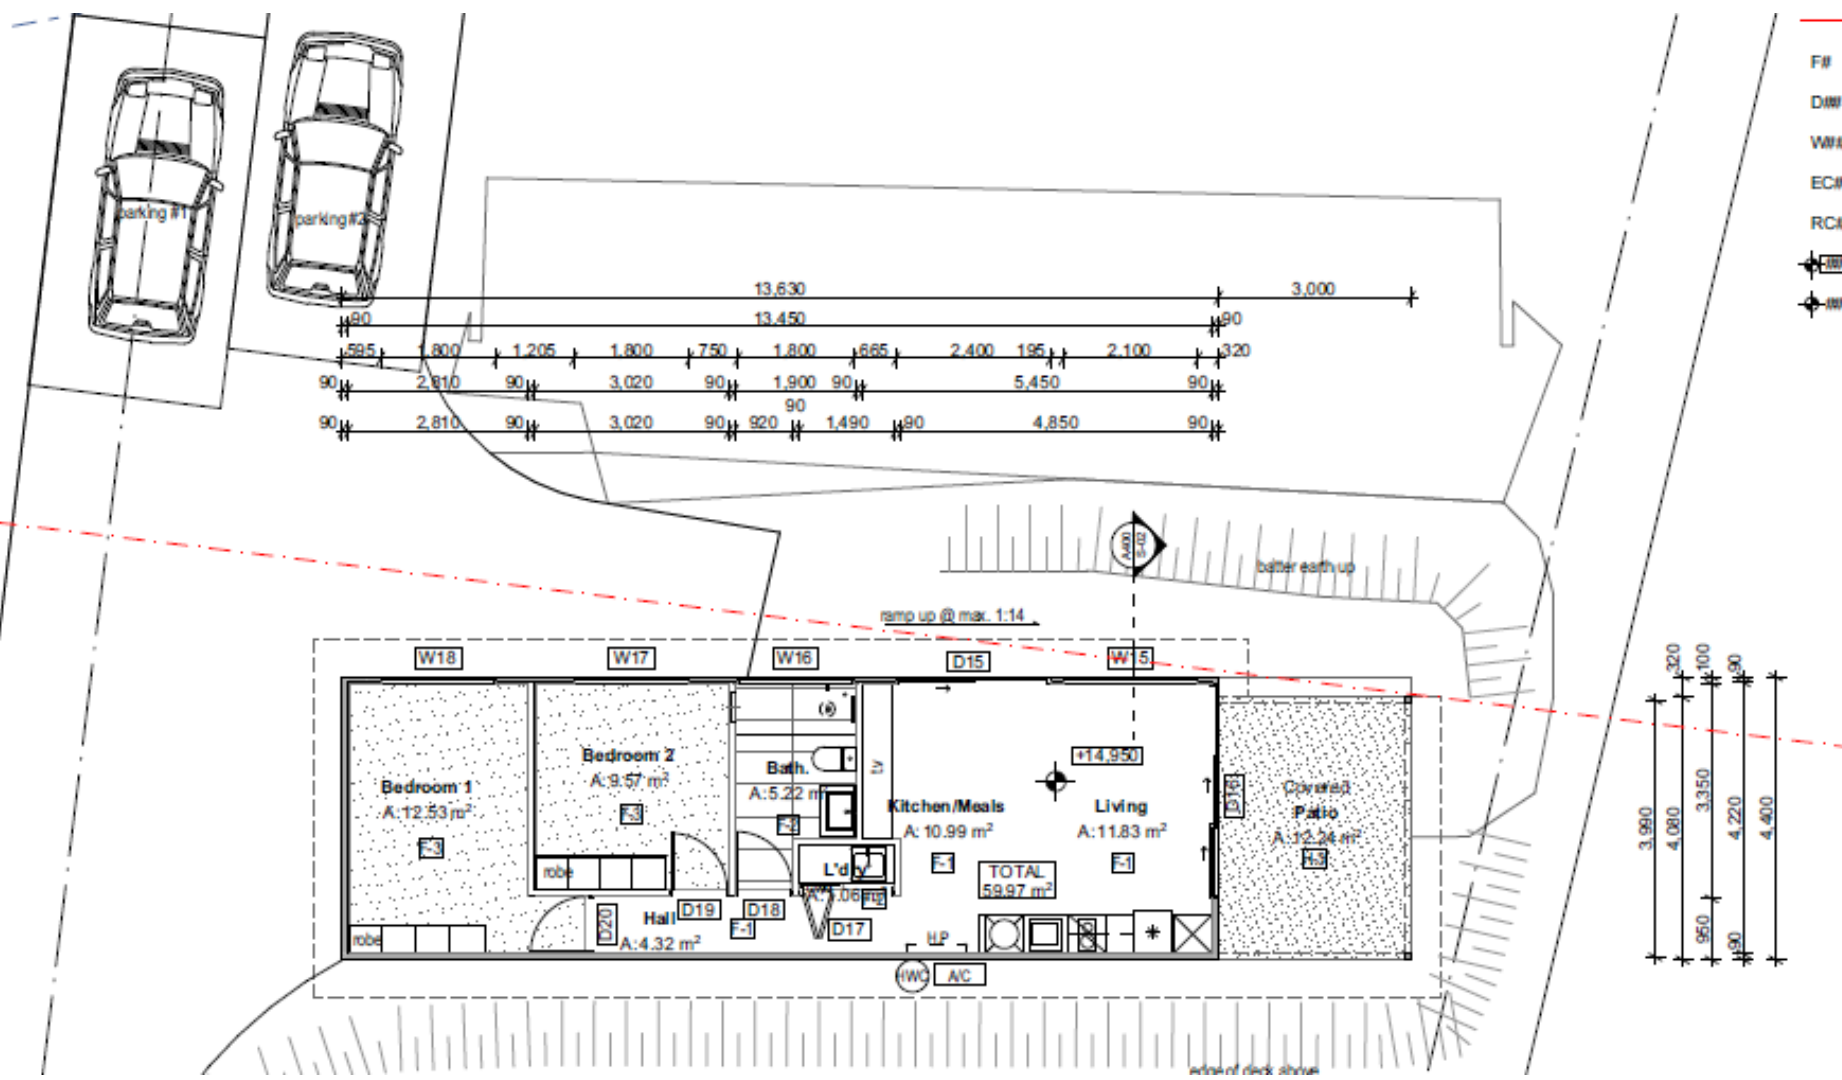 F#
parking #1
parking #2
13,630
3,000
90
13,450
90
595
1,800
1,205
1,800
750
1,800
665
2,400
195
2,100
320
90
2,810
90
3,020
90
1,900
90
5,450
90
90
90
2,810
90
3,020
90
920
1,490
90
4,850
90
A400
S-02
batter earth up
ramp up @ max. 1:14
W18
W17
W16
D15
W15
320
100
90
Bedroom 1
A: 12.53 m²
F-3
robe
Bedroom 2
A: 9.57 m²
F-3
robe
Bath.
A: 5.22 m²
F-2
tv
+14,950
Kitchen/Meals
A: 10.99 m²
F-1
Living
A: 11.83 m²
F-1
D16
Covered
Patio
A: 12.24 m²
3,990
4,080
3,350
4,220
4,400
950
90
TOTAL
59.97 m²
L'dry
D20
Hall
A: 4.32 m²
D19
D18
F-1
D17
H.P
HWC
A/C
edge of deck above